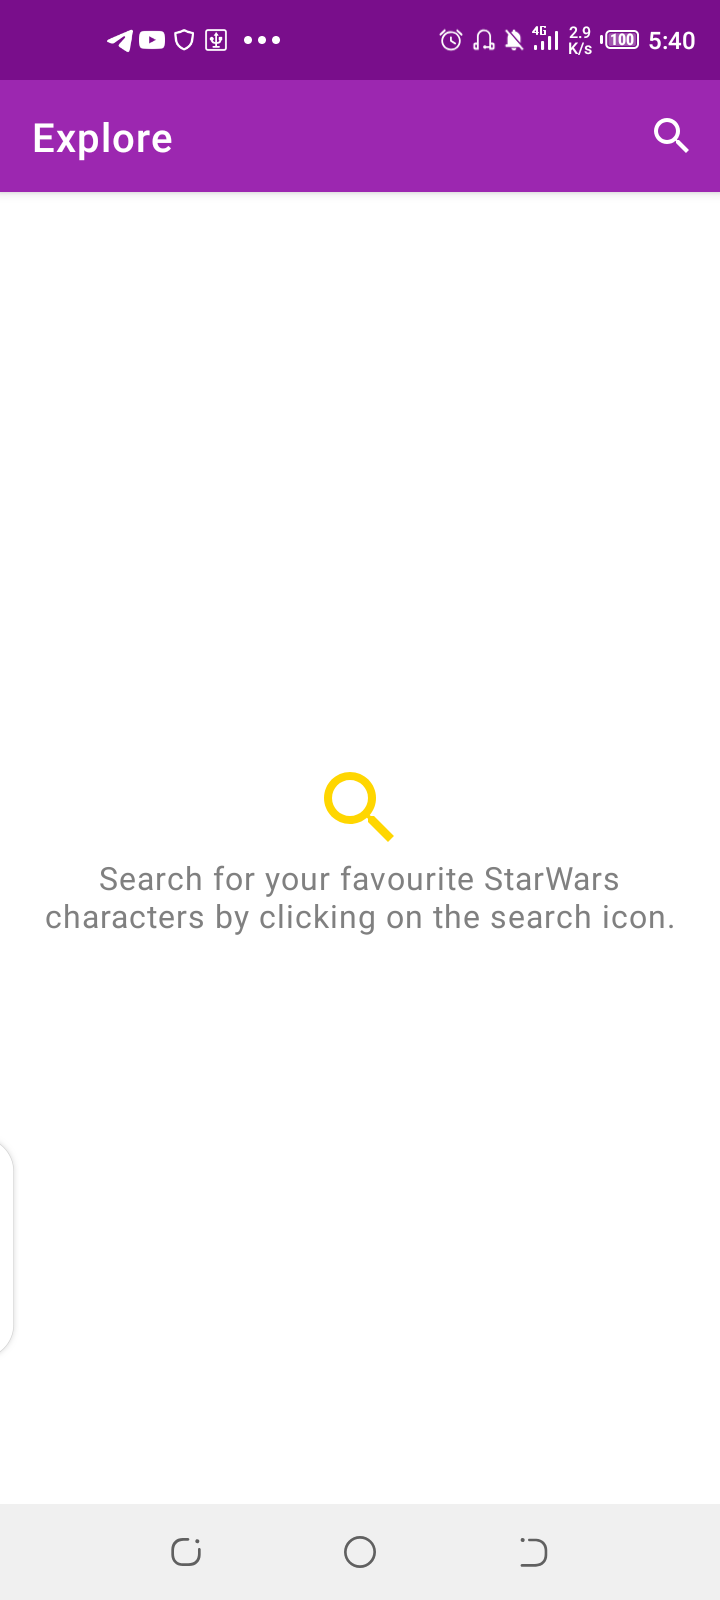 4G 2.9 K/s 100 5:40
Explore
Search for your favourite StarWars
characters by clicking on the search icon.